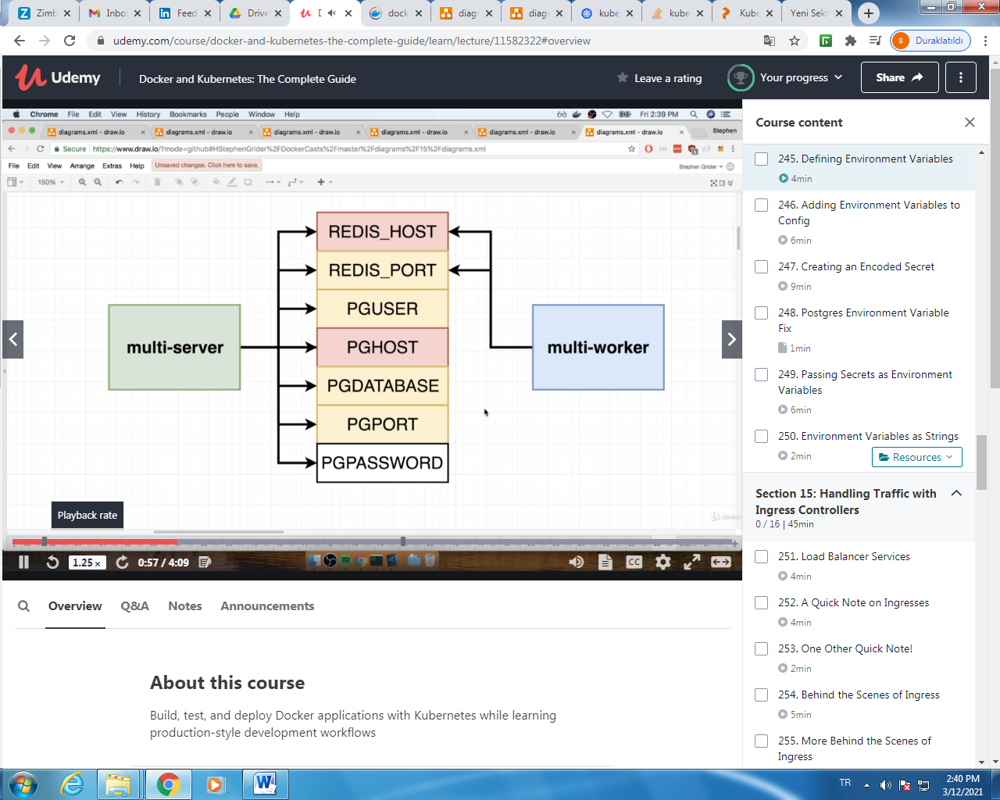 Zimb
Inbo
Feed
Drive
D
dock
diagr
diagr
kube
kube
Kube
Yeni Sekr
udemy.com/course/docker-and-kubernetes-the-complete-guide/learn/lecture/11582322#overview
S
Duraklatıldı
Udemy
Docker and Kubernetes: The Complete Guide
Leave a rating
Your progress
Share
Chrome File Edit View History Bookmarks People Window Help
Fri 2:39 PM
diagrams.xml - draw.io
diagrams.xml - draw.io
diagrams.xml - draw.io
diagrams.xml - draw.io
diagrams.xml - draw.io
diagrams.xml - draw.io
Stephen
Secure https://www.draw.io/?mode=github#HStephenGrider%2FDockerCasts%2Fmaster%2Fdiagrams%2F15%2Fdiagrams.xml
File Edit View Arrange Extras Help
Unsaved changes. Click here to save.
Stephen Grider
150%
REDIS_HOST
REDIS_PORT
PGUSER
multi-server
PGHOST
multi-worker
PGDATABASE
PGPORT
PGPASSWORD
Udemy
Playback rate
1.25 x
0:57 / 4:09
CC
Course content
245. Defining Environment Variables
4min
246. Adding Environment Variables to
Config
6min
247. Creating an Encoded Secret
9min
248. Postgres Environment Variable
Fix
1min
249. Passing Secrets as Environment
Variables
6min
250. Environment Variables as Strings
2min
Resources
Section 15: Handling Traffic with
Ingress Controllers
0 / 16 | 45min
251. Load Balancer Services
4min
252. A Quick Note on Ingresses
4min
253. One Other Quick Note!
2min
254. Behind the Scenes of Ingress
5min
255. More Behind the Scenes of
Ingress
Overview
Q&A
Notes
Announcements
About this course
Build, test, and deploy Docker applications with Kubernetes while learning
production-style development workflows
TR
2:40 PM
3/12/2021